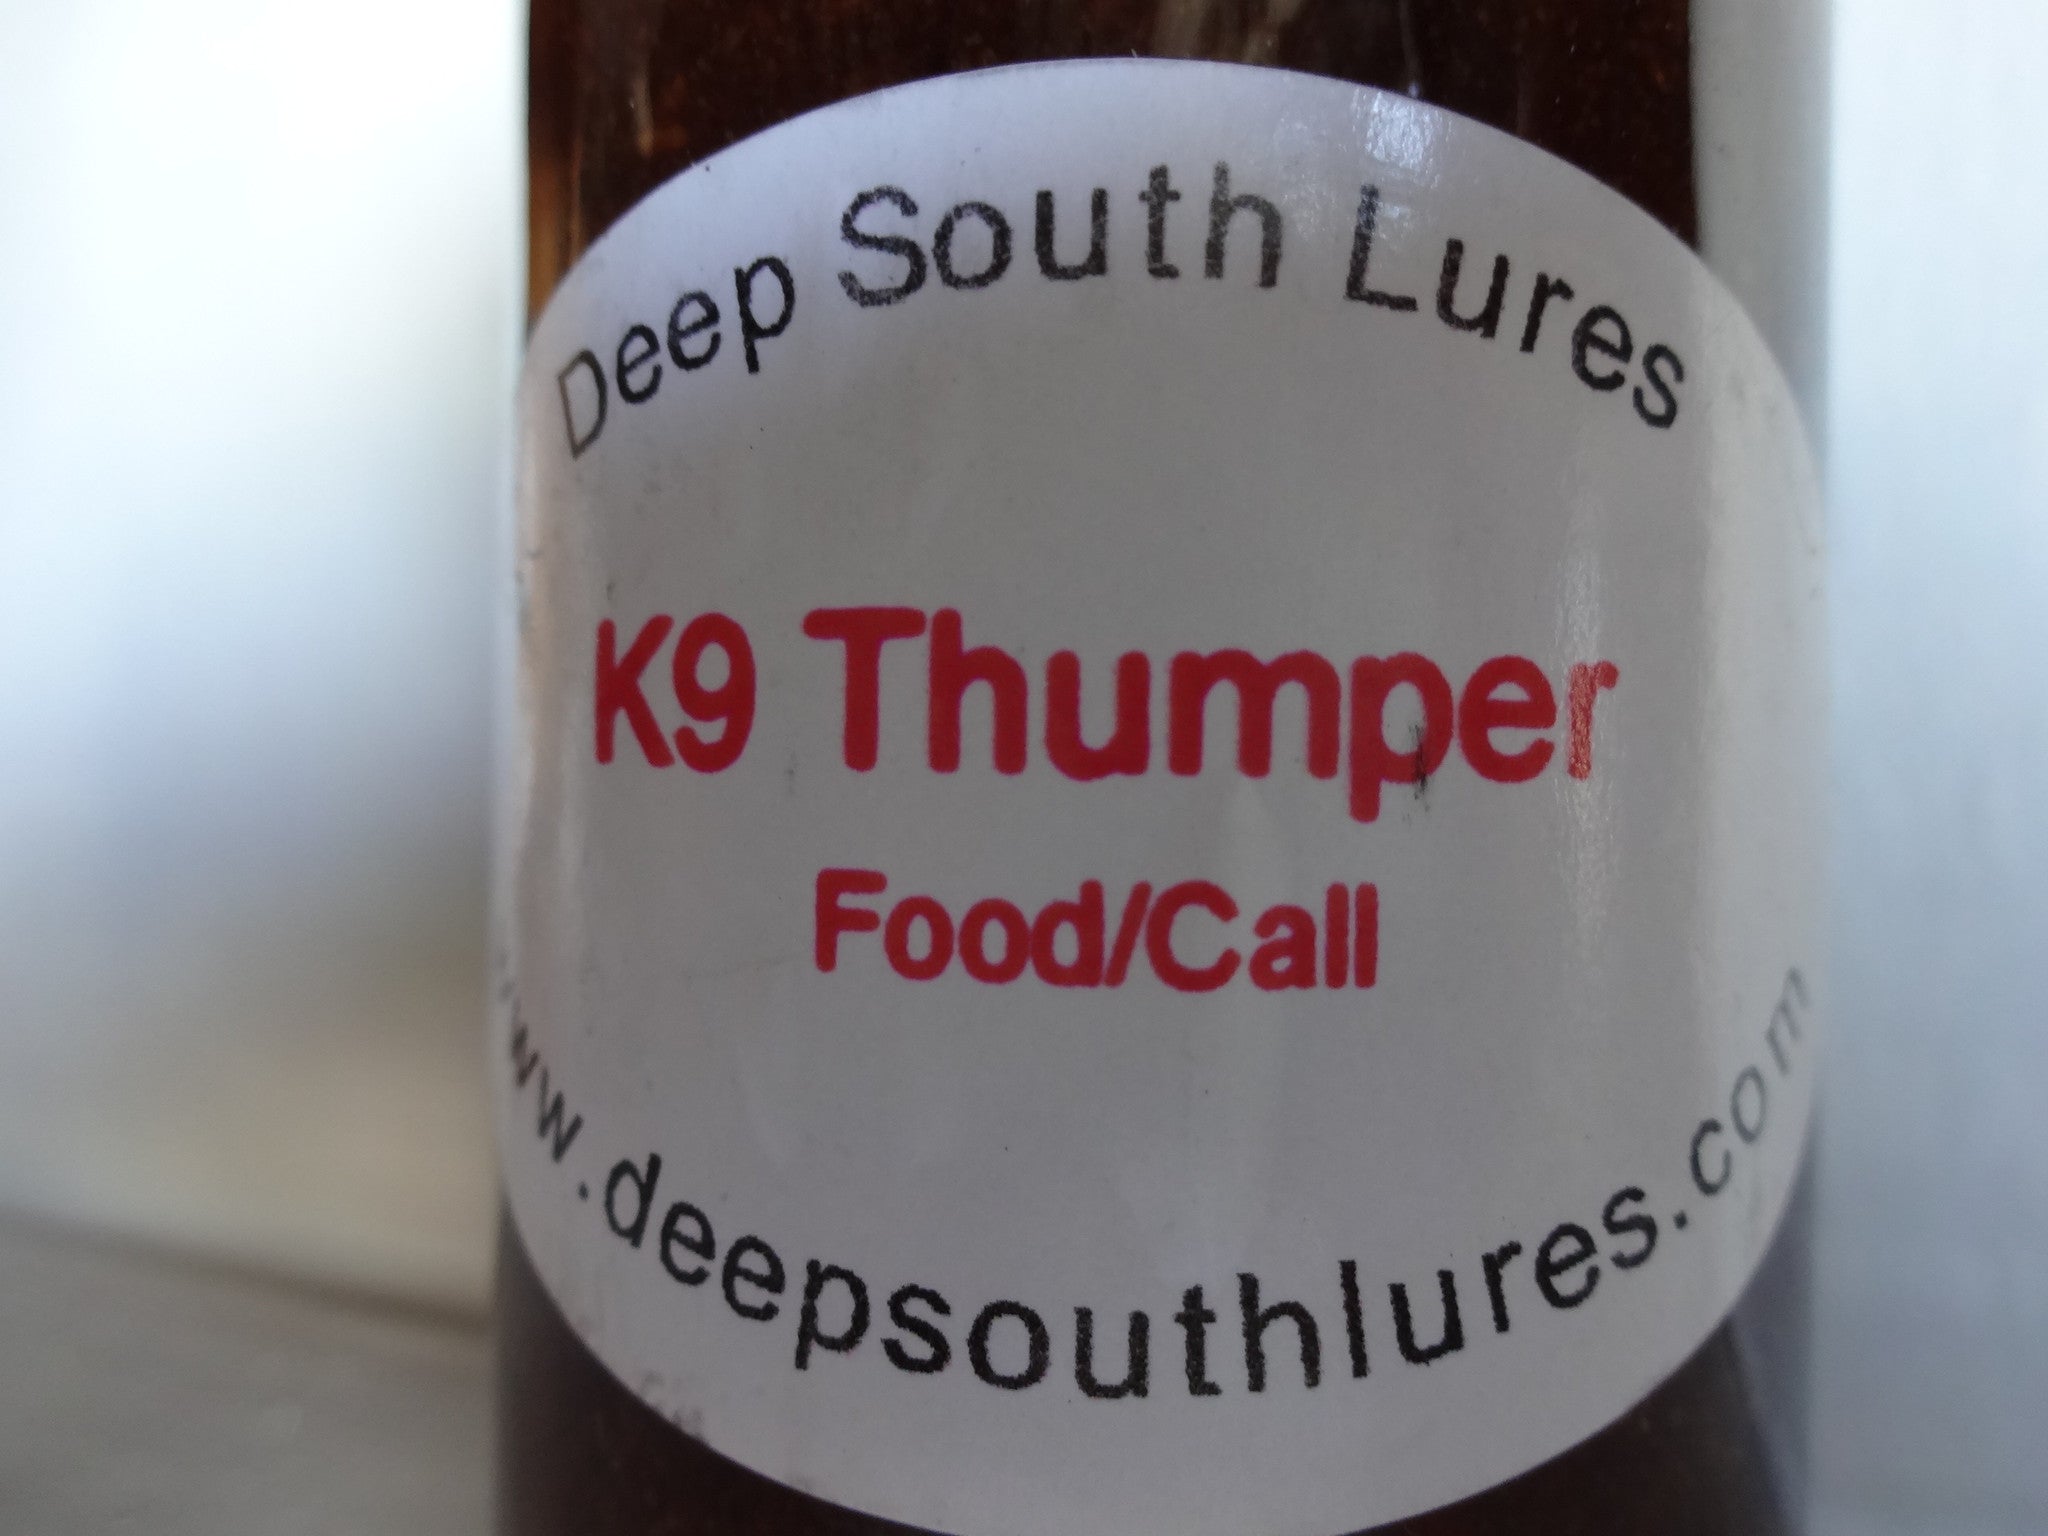 Deep South Lures
K9 Thumper
Food/Call
www.deepsouthlures.com